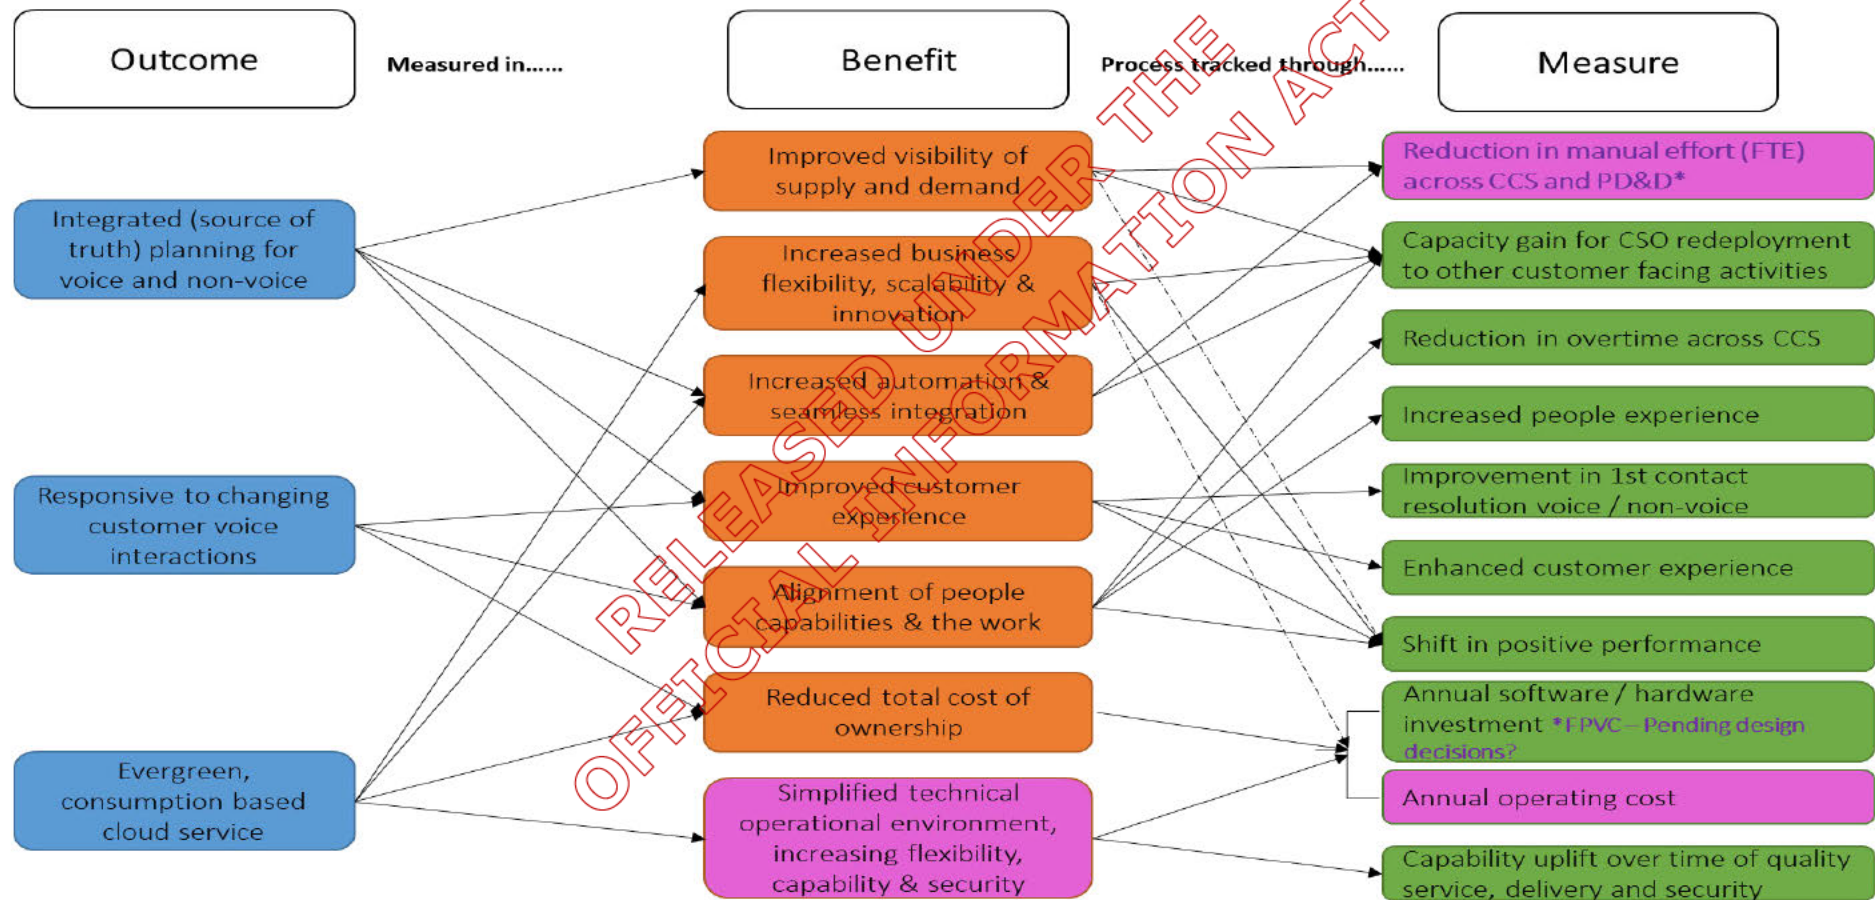 Outcome
Measured in......
Benefit
Process tracked through......
Measure
Integrated (source of
truth) planning for
voice and non-voice
Responsive to changing
customer voice
interactions
Evergreen,
consumption based
cloud service
Improved visibility of
supply and demand
Increased business
flexibility, scalability &
innovation
Increased automation &
seamless integration
Improved customer
experience
Alignment of people
capabilities & the work
Reduced total cost of
ownership
Simplified technical
operational environment,
increasing flexibility,
capability & security
Reduction in manual effort (FTE)
across CCS and PD&D*
Capacity gain for CSO redeployment
to other customer facing activities
Reduction in overtime across CCS
Increased people experience
Improvement in 1st contact
resolution voice / non-voice
Enhanced customer experience
Shift in positive performance
Annual software / hardware
investment *FPVC – Pending design
decisions?
Annual operating cost
Capability uplift over time of quality
service, delivery and security
RELEASED UNDER THE
OFFICIAL INFORMATION ACT